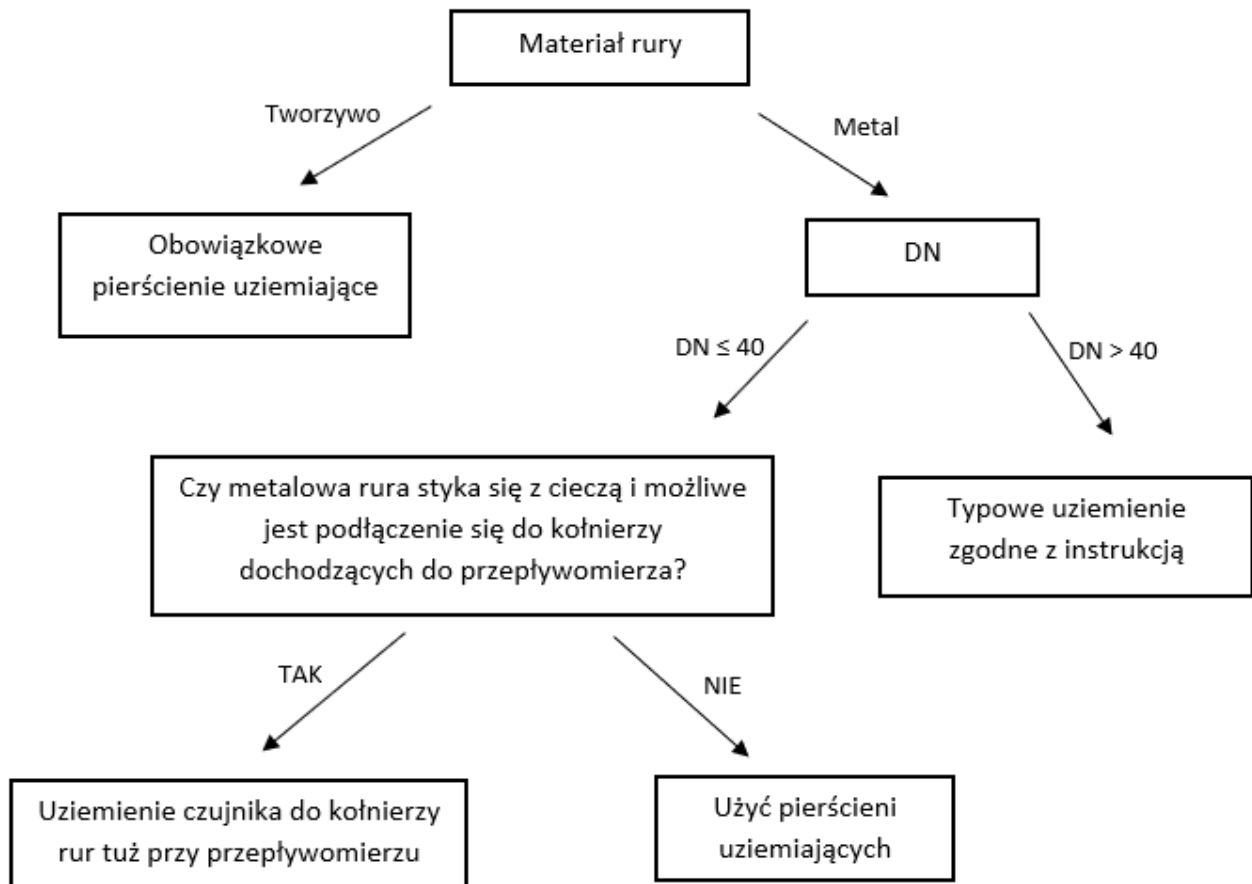 Materiał rury
Tworzywo
Metal
Obowiązkowe
pierścienie uziemiające
DN
DN ≤ 40
DN > 40
Czy metalowa rura styka się z cieczą i możliwe
jest podłączenie się do kołnierzy
dochodzących do przepływomierza?
Typowe uziemienie
zgodne z instrukcją
TAK
NIE
Uziemienie czujnika do kołnierzy
rur tuż przy przepływomierzu
Użyć pierścieni
uziemiających